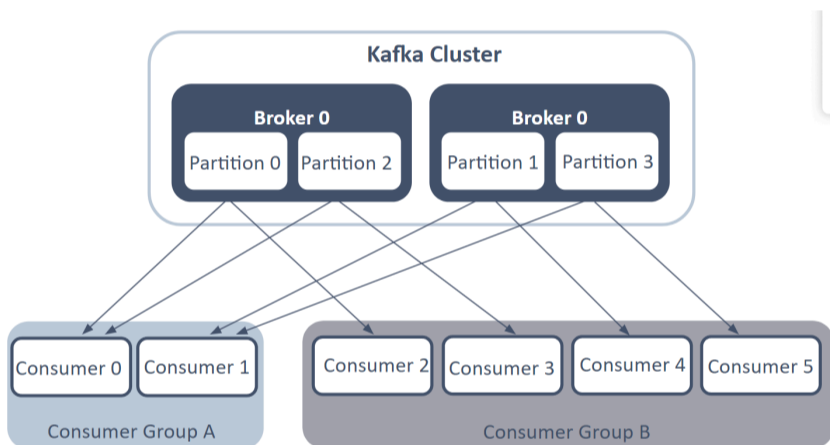 Kafka Cluster
Broker 0
Broker 0
Partition 0
Partition 2
Partition 1
Partition 3
Consumer 0
Consumer 1
Consumer 2
Consumer 3
Consumer 4
Consumer 5
Consumer Group A
Consumer Group B